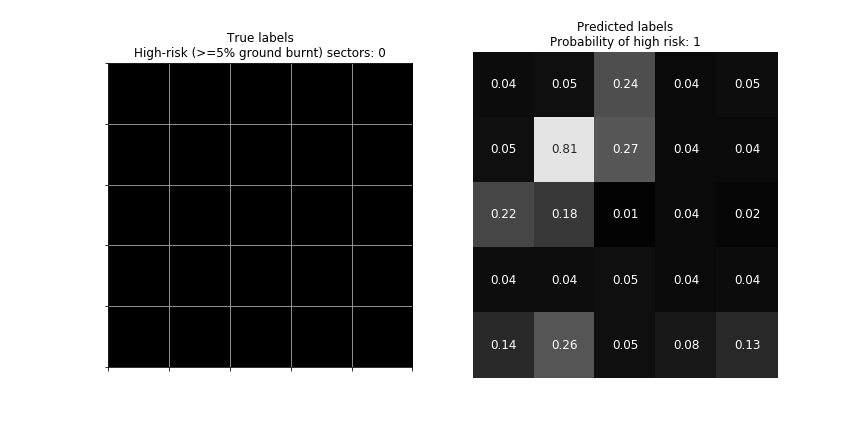 True labels
High-risk (>=5% ground burnt) sectors: 0
Predicted labels
Probability of high risk: 1
0.04 0.05 0.24 0.04 0.05
0.05 0.81 0.27 0.04 0.04
0.22 0.18 0.01 0.04 0.02
0.04 0.04 0.05 0.04 0.04
0.14 0.26 0.05 0.08 0.13